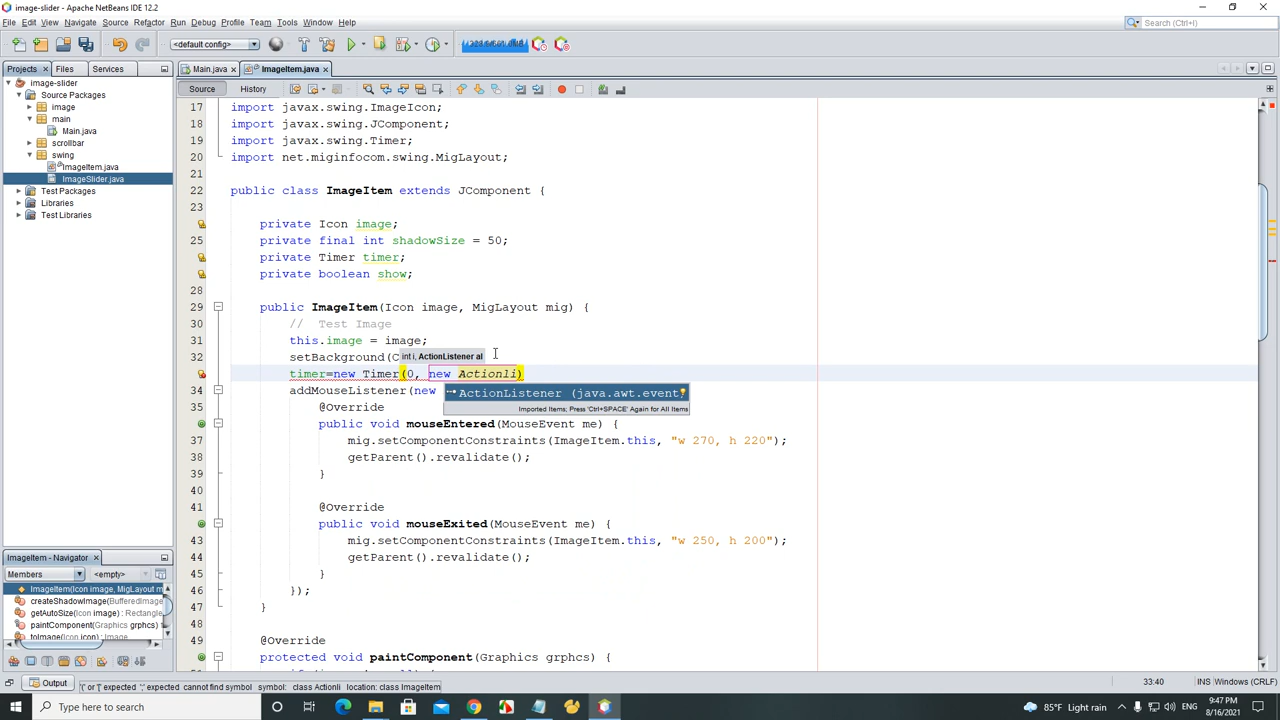 image-slider - Apache NetBeans IDE 12.2
File Edit View Navigate Source Refactor Run Debug Profile Team Tools Window Help
Search (Ctrl+I)
<default config>
Projects Files Services
Main.java ImageItem.java
Source History
image-slider
Source Packages
image
main
Main.java
scrollbar
swing
ImageItem.java
ImageSlider.java
Test Packages
Libraries
Test Libraries
17 import javax.swing.ImageIcon;
18 import javax.swing.JComponent;
19 import javax.swing.Timer;
20 import net.miginfocom.swing.MigLayout;
21
22 public class ImageItem extends JComponent {
23
private Icon image;
25 private final int shadowSize = 50;
private Timer timer;
private boolean show;
28
29 public ImageItem(Icon image, MigLayout mig) {
30 // Test Image
31 this.image = image;
int i, ActionListener al
32 setBackground(C
timer=new Timer(0, new Actionli)
34 addMouseListener(new
ActionListener (java.awt.event)
Imported Items; Press 'Ctrl+SPACE' Again for All Items
35 @Override
public void mouseEntered(MouseEvent me) {
37 mig.setComponentConstraints(ImageItem.this, "w 270, h 220");
38 getParent().revalidate();
39 }
40
41 @Override
public void mouseExited(MouseEvent me) {
43 mig.setComponentConstraints(ImageItem.this, "w 250, h 200");
44 getParent().revalidate();
45 }
46 });
47 }
48
49 @Override
protected void paintComponent(Graphics grphcs) {
ImageItem - Navigator
Members <empty>
ImageItem(Icon image, MigLayout m
createShadowImage(BufferedImage
getAutoSize(Icon image) : Rectangle
paintComponent(Graphics grphcs)
toImage(Icon icon) : Image
Output
'(' or '[' expected ';' expected cannot find symbol symbol: class Actionli location: class ImageItem
33:40 INS Windows (CRLF)
Type here to search
85°F Light rain
ENG
9:47 PM
8/16/2021